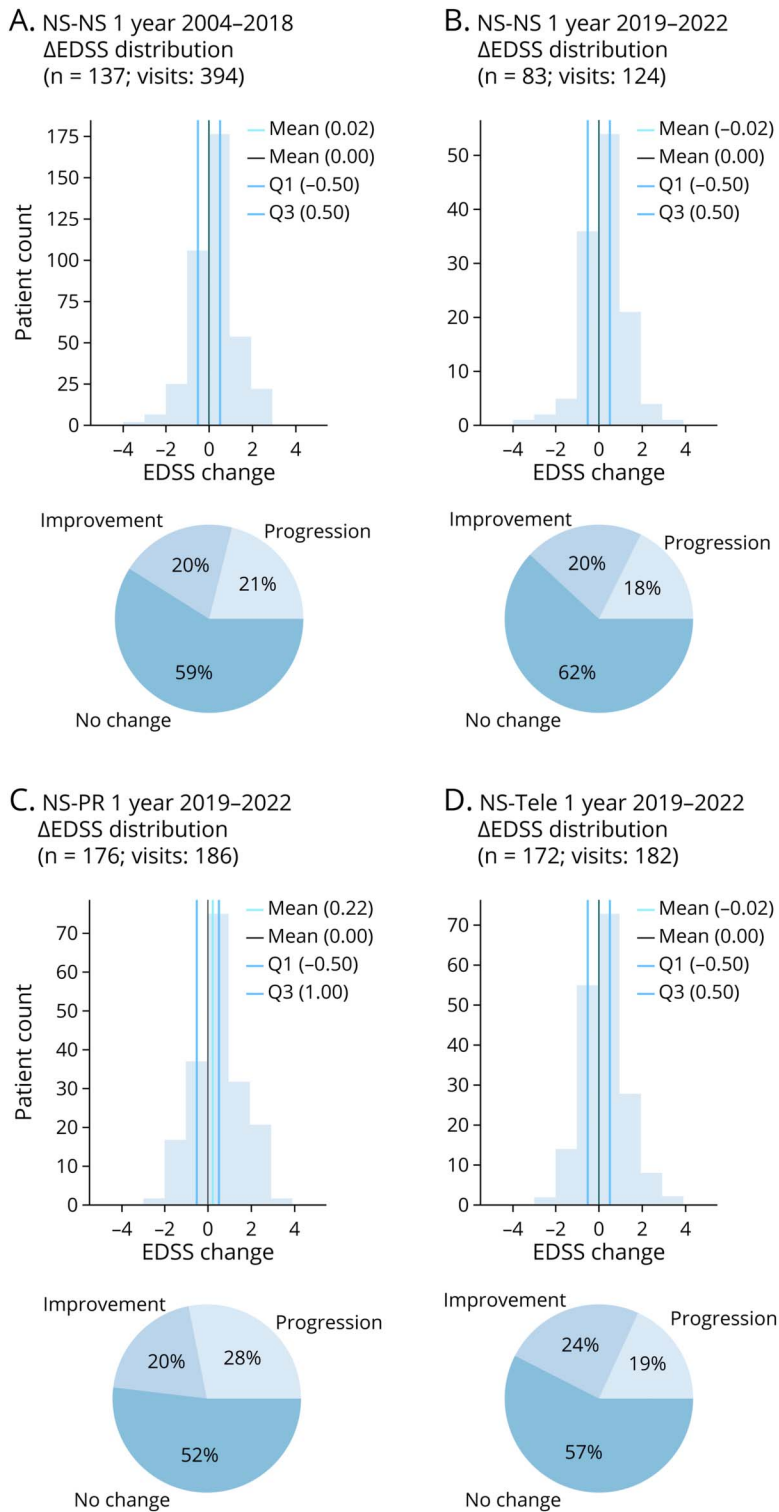 A. NS-NS 1 year 2004–2018
ΔEDSS distribution
(n = 137; visits: 394)
Patient count
175
150
125
100
75
50
25
0
Mean (0.02)
Mean (0.00)
Q1 (–0.50)
Q3 (0.50)
–4 –2 0 2 4
EDSS change
Improvement
Progression
20%
21%
59%
No change
B. NS-NS 1 year 2019–2022
ΔEDSS distribution
(n = 83; visits: 124)
50
40
30
20
10
0
Mean (–0.02)
Mean (0.00)
Q1 (–0.50)
Q3 (0.50)
–4 –2 0 2 4
EDSS change
Improvement
Progression
20%
18%
62%
No change
C. NS-PR 1 year 2019–2022
ΔEDSS distribution
(n = 176; visits: 186)
Patient count
70
60
50
40
30
20
10
0
Mean (0.22)
Mean (0.00)
Q1 (–0.50)
Q3 (1.00)
–4 –2 0 2 4
EDSS change
Improvement
Progression
20%
28%
52%
No change
D. NS-Tele 1 year 2019–2022
ΔEDSS distribution
(n = 172; visits: 182)
70
60
50
40
30
20
10
0
Mean (–0.02)
Mean (0.00)
Q1 (–0.50)
Q3 (0.50)
–4 –2 0 2 4
EDSS change
Improvement
Progression
24%
19%
57%
No change